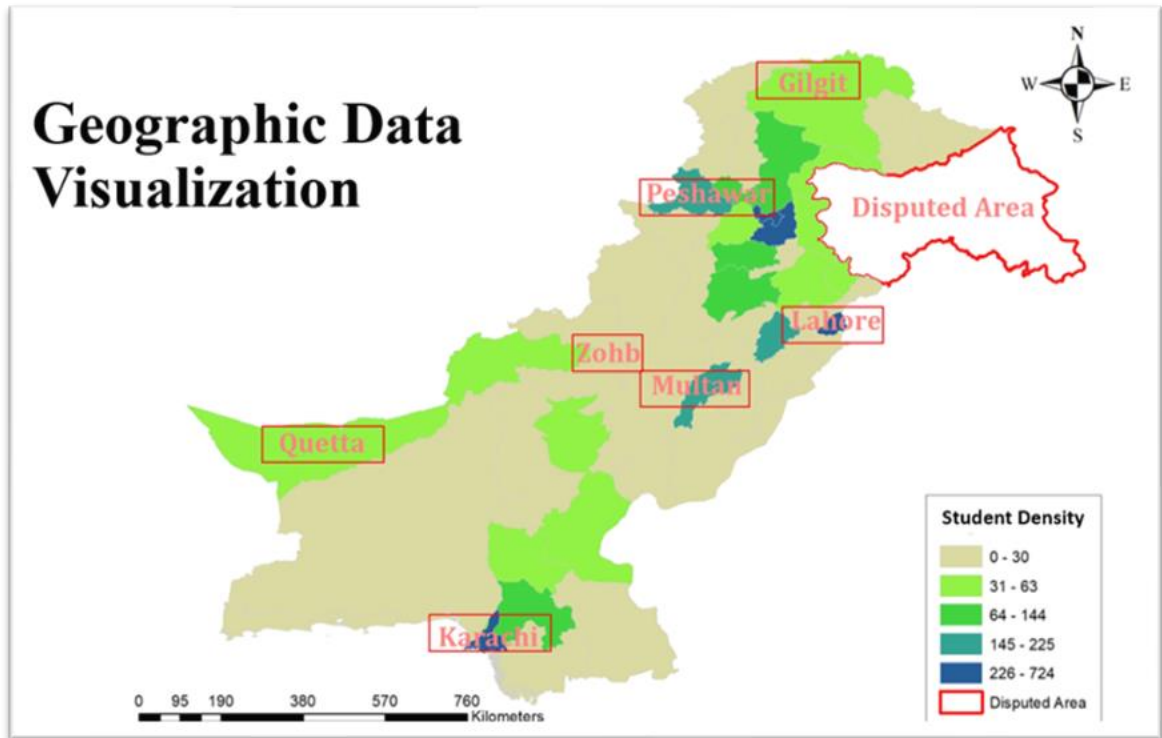 Geographic Data
Visualization
N
W E
S
Gilgit
Peshawar
Disputed Area
Lahore
Zohb
Multan
Quetta
Karachi
Student Density
0 - 30
31 - 63
64 - 144
145 - 225
226 - 724
Disputed Area
0 95 190 380 570 760
Kilometers